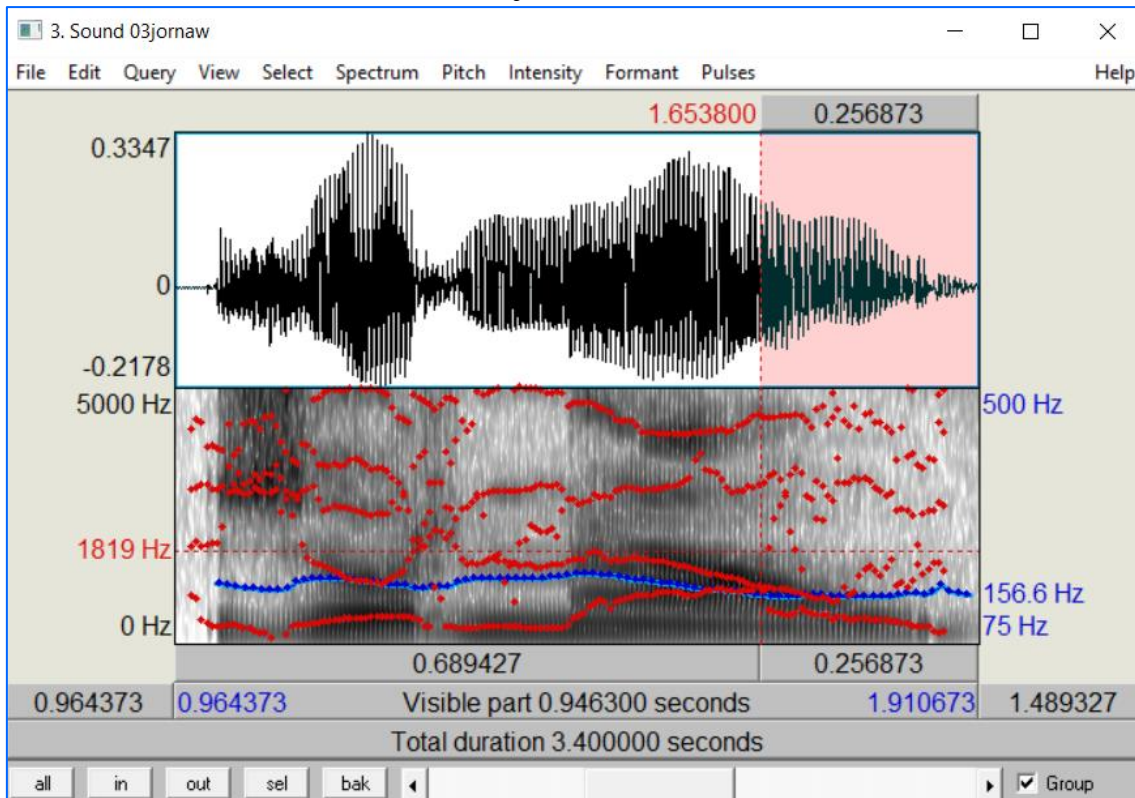 3. Sound 03jornaw
File Edit Query View Select Spectrum Pitch Intensity Formant Pulses Help
1.653800 0.256873
0.3347
0
-0.2178
5000 Hz 500 Hz
1819 Hz
156.6 Hz
0 Hz 75 Hz
0.689427 0.256873
0.964373 0.964373 Visible part 0.946300 seconds 1.910673 1.489327
Total duration 3.400000 seconds
all in out sel bak Group